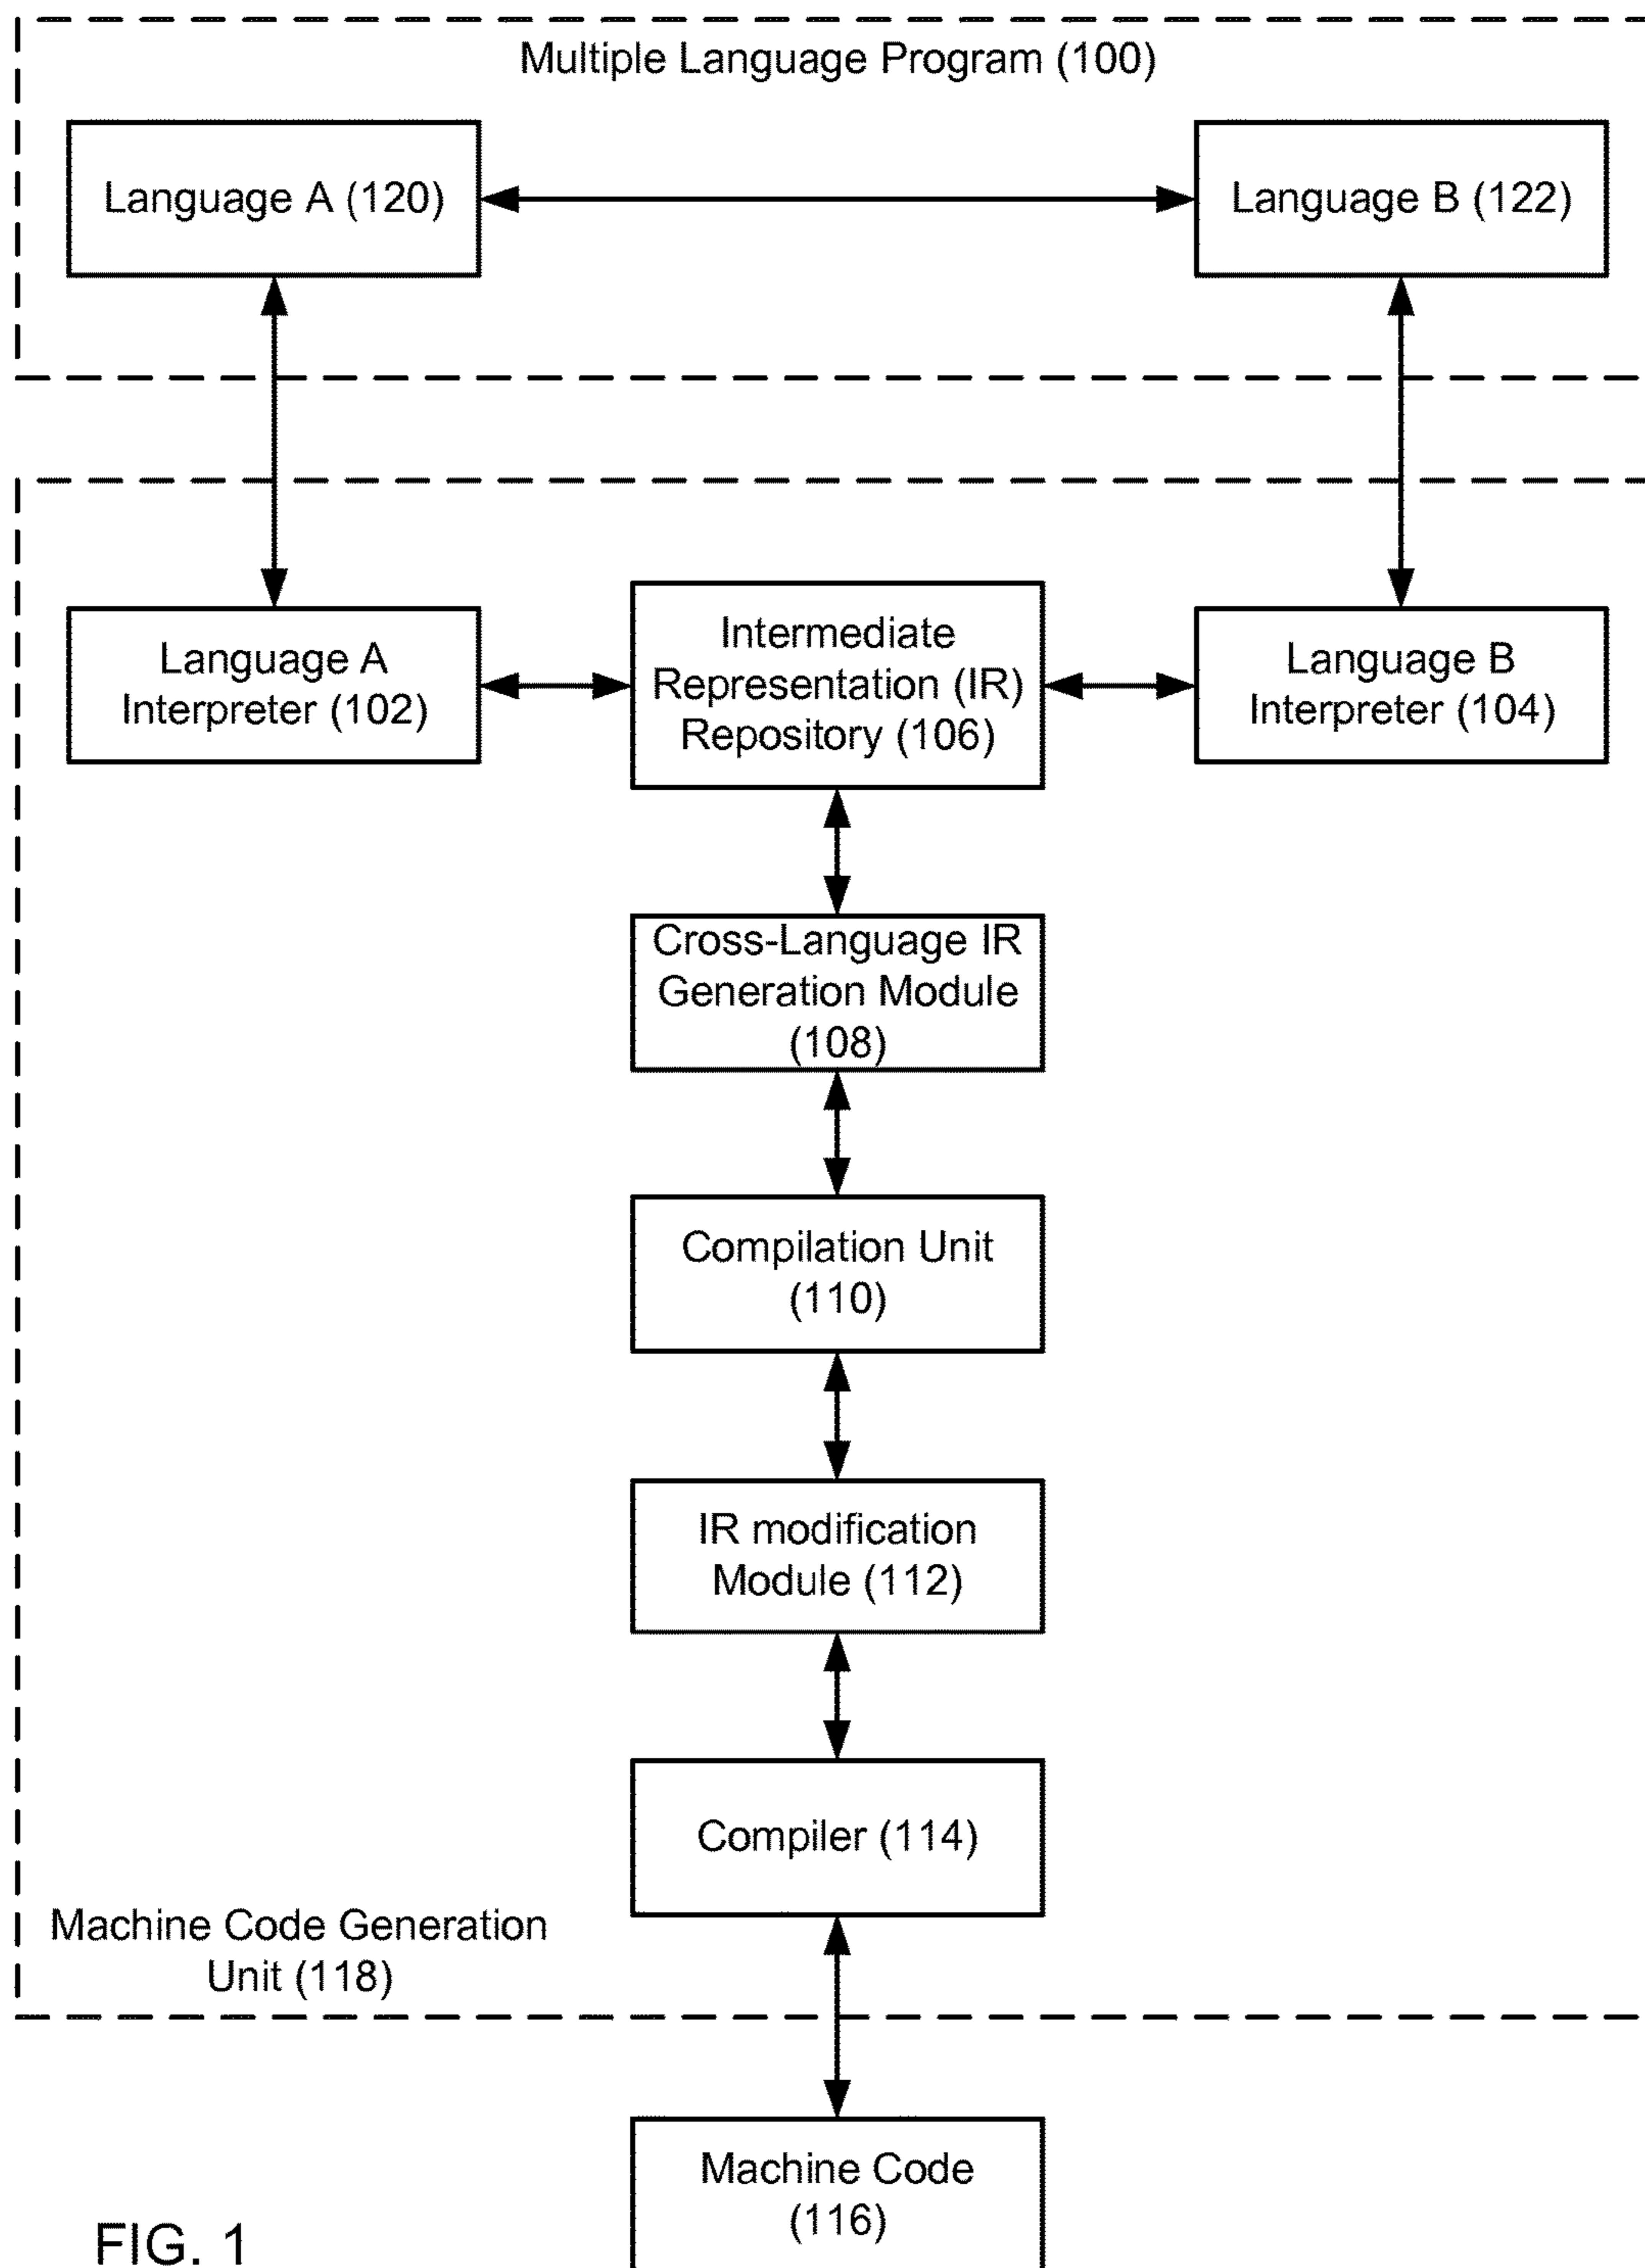 Multiple Language Program (100)
Language A (120)
Language B (122)
Language A
Interpreter (102)
Intermediate
Representation (IR)
Repository (106)
Language B
Interpreter (104)
Cross-Language IR
Generation Module
(108)
Compilation Unit
(110)
IR modification
Module (112)
Compiler (114)
Machine Code Generation
Unit (118)
Machine Code
(116)
FIG. 1